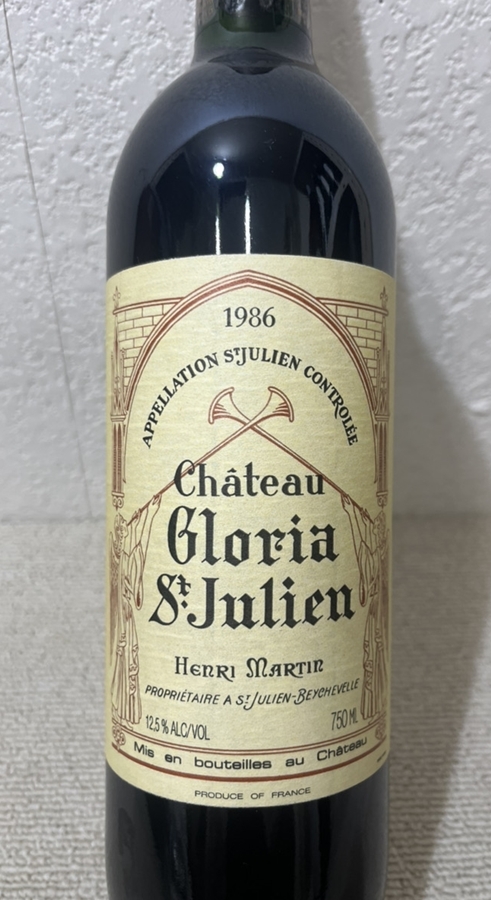 1986
APPELLATION ST JULIEN CONTROLÉE
Château
Gloria
St. Julien
HENRI MARTIN
PROPRIÉTAIRE A ST JULIEN-BEYCHEVELLE
12,5 % ALC/VOL 750 ML
Mis en bouteilles au Château
PRODUCE OF FRANCE